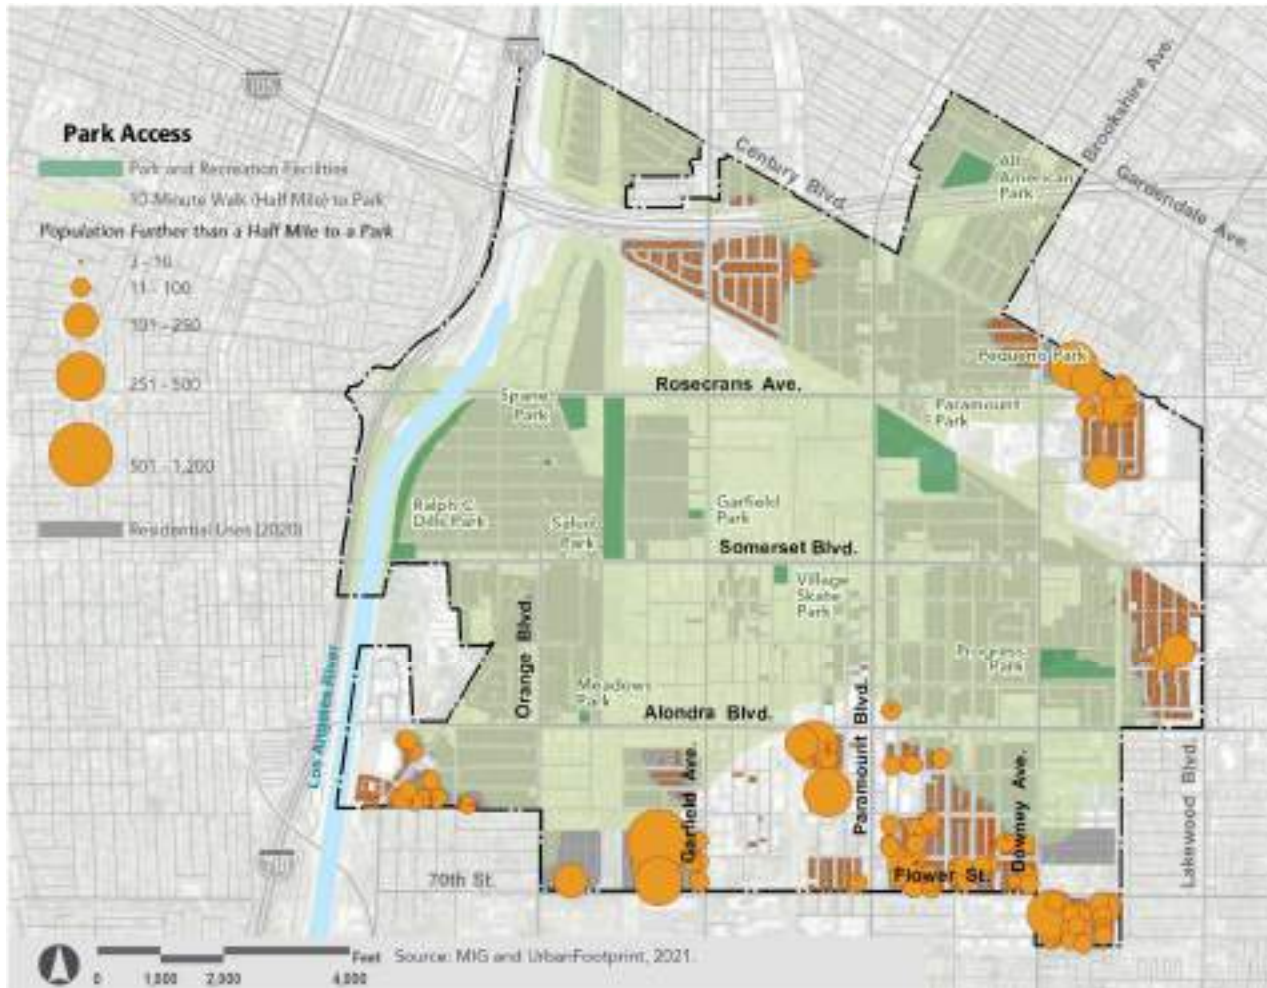 Park Access
Park and Recreation Facilities
10-Minute Walk (Half Mile) to Park
Population Further than a Half Mile to a Park
11 - 100
101 - 250
251 - 500
501 - 1,200
Residential Uses (2020)
105
Century Blvd.
All-
American
Park
Brookshire Ave.
Gardendale Ave.
Pequeno Park
Rosecrans Ave.
Spane
Park
Paramount
Park
Ralph C.
Dills Park
Salud
Park
Garfield
Park
Somerset Blvd.
Village
Skate
Park
Orange Blvd.
Progress
Park
Los Angeles River
Meadows
Park
Alondra Blvd.
Paramount Blvd.
Garfield Ave.
Downey Ave.
Lakewood Blvd.
70th St.
Flower St.
Feet
0 1,000 2,000 4,000
Source: MIG and UrbanFootprint, 2021.